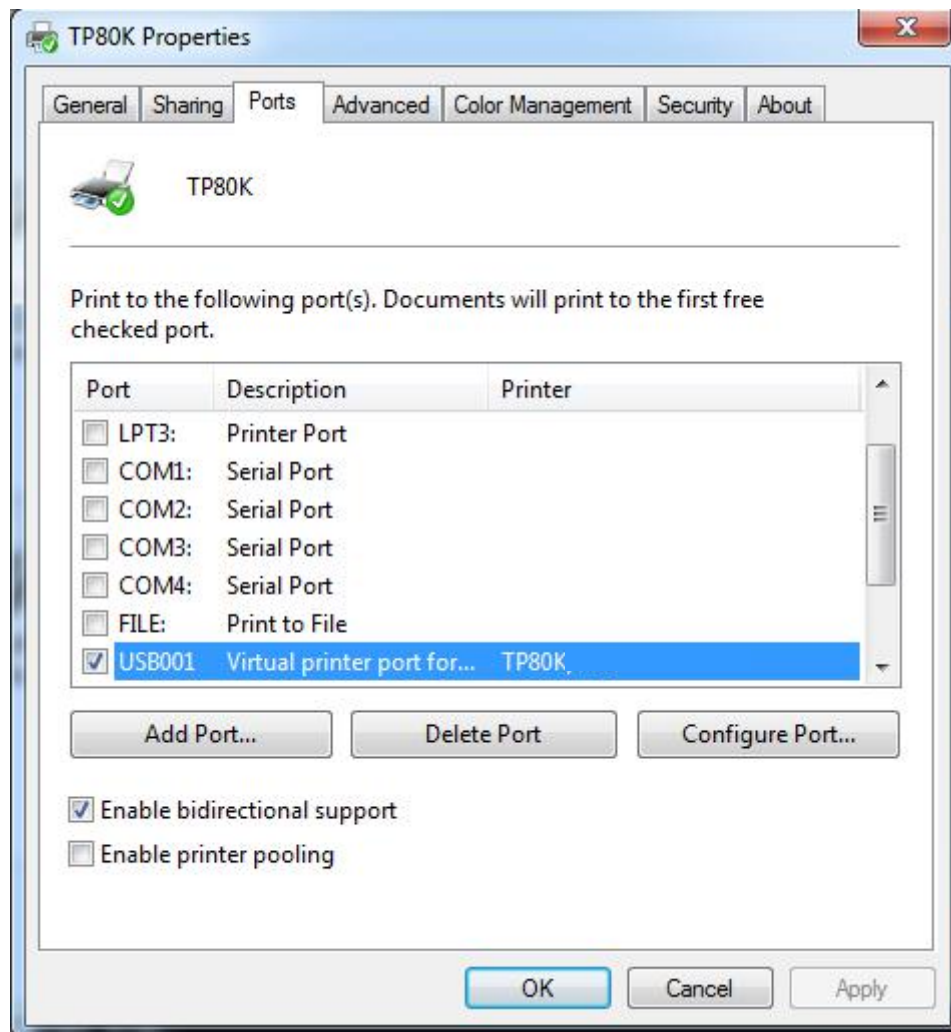 TP80K Properties
General Sharing Ports Advanced Color Management Security About
TP80K
Print to the following port(s). Documents will print to the first free
checked port.
Port Description Printer
LPT3: Printer Port
COM1: Serial Port
COM2: Serial Port
COM3: Serial Port
COM4: Serial Port
FILE: Print to File
USB001 Virtual printer port for... TP80K
Add Port... Delete Port Configure Port...
Enable bidirectional support
Enable printer pooling
OK Cancel Apply